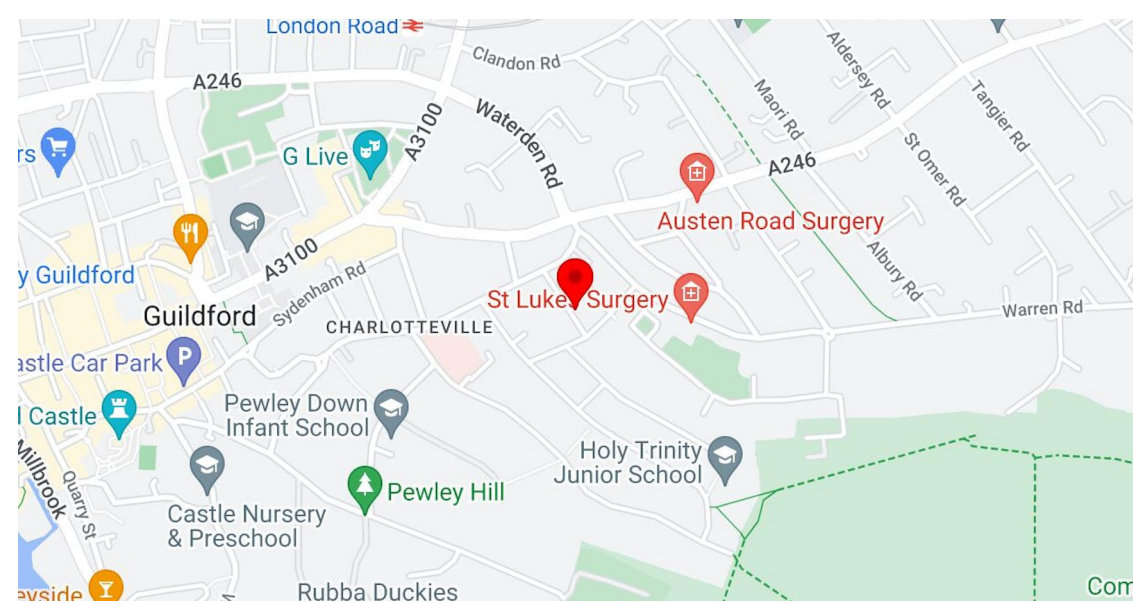 London Road
Clandon Rd
A246
Aldersey Rd
Tangier Rd
Maori Rd
Waterden Rd
A3100
rs
G Live
St Omer Rd
A246
Austen Road Surgery
A3100
Albury Rd
y Guildford
Sydenham Rd
St Lukes Surgery
Warren Rd
Guildford
CHARLOTTEVILLE
astle Car Park
P
Pewley Down
Infant School
d Castle
Holy Trinity
Junior School
Millbrook
Quarry St
Pewley Hill
Castle Nursery
& Preschool
eyside
Rubba Duckies
Com